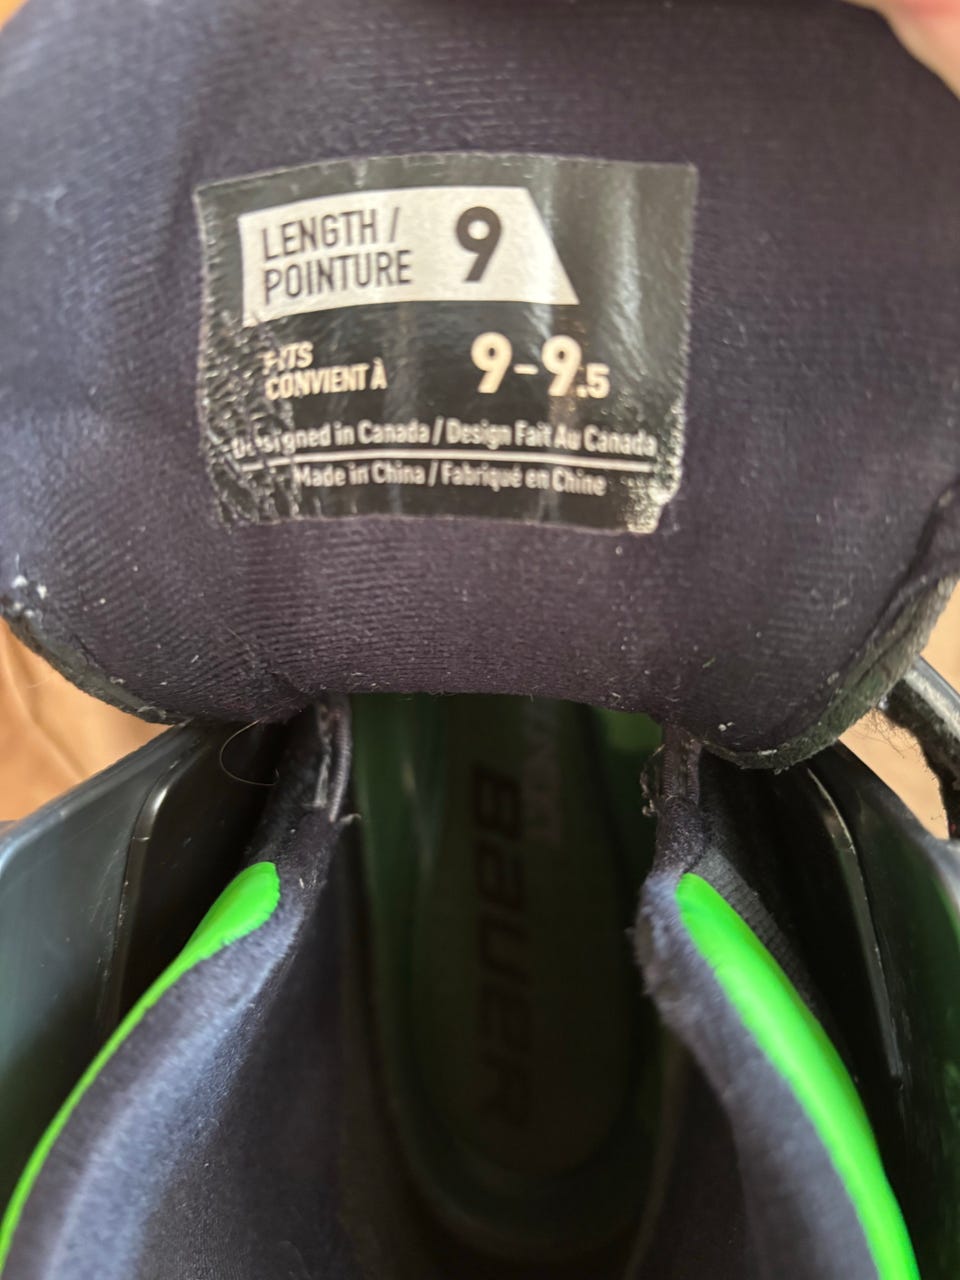 LENGTH /
POINTURE
9
FITS
CONVIENT À
9-9.5
Designed in Canada / Design Fait Au Canada
Made in China / Fabriqué en Chine
BAUER